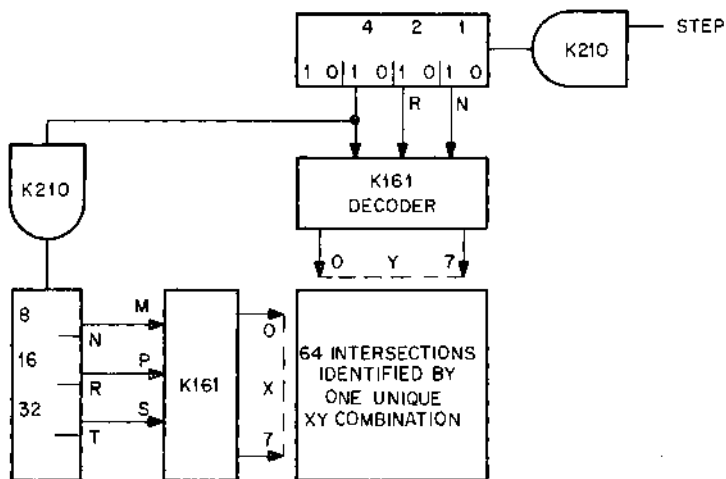 4 2 1
STEP
K210
1 0 1 0 1 0 1 0
R N
K210
K161
DECODER
0 Y 7
8
M
N
0
16
P
K161
X
R
32
S
T
7
64 INTERSECTIONS
IDENTIFIED BY
ONE UNIQUE
XY COMBINATION